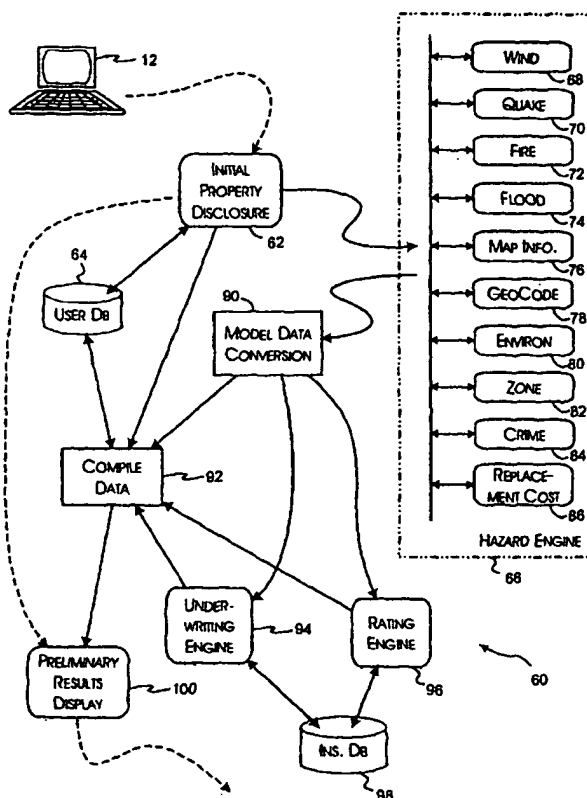 12
INITIAL
PROPERTY
DISCLOSURE
62
64
USER DB
90
MODEL DATA
CONVERSION
COMPILE
DATA
92
UNDER-
WRITING
ENGINE
94
RATING
ENGINE
96
PRELIMINARY
RESULTS
DISPLAY
100
INS. DB
98
60
WIND
68
QUAKE
70
FIRE
72
FLOOD
74
MAP INFO.
76
GEOCODE
78
ENVIRON
80
ZONE
82
CRIME
84
REPLACE-
MENT COST
86
HAZARD ENGINE
66